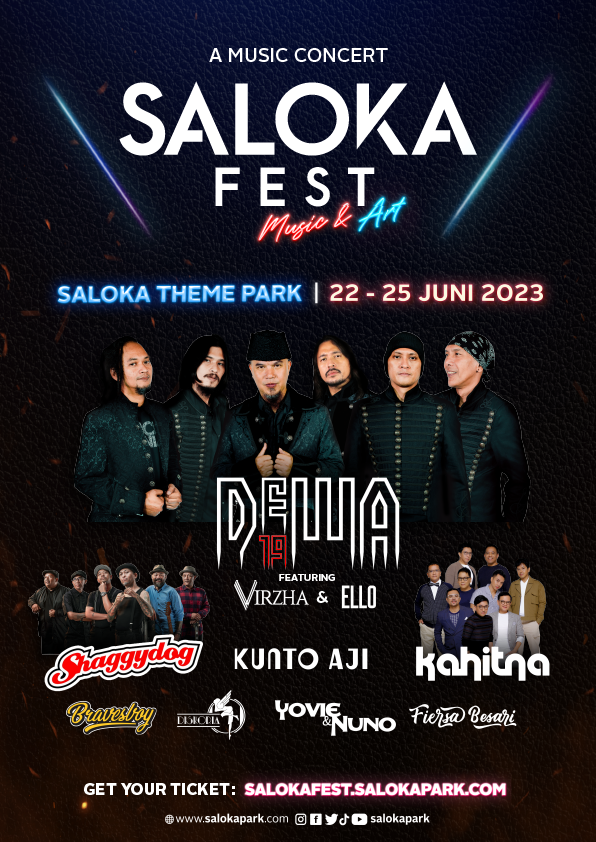 A MUSIC CONCERT
SALOKA
FEST
Music & Art
SALOKA THEME PARK | 22 - 25 JUNI 2023
DEWA
19
FEATURING
VIRZHA & ELLO
Shaggydog
KUNTO AJI
kahitna
Bravesboy
DISKOPIA
YOVIE & NUNO
Fiersa Besari
GET YOUR TICKET: SALOKAFEST.SALOKAPARK.COM
www.salokapark.com salokapark